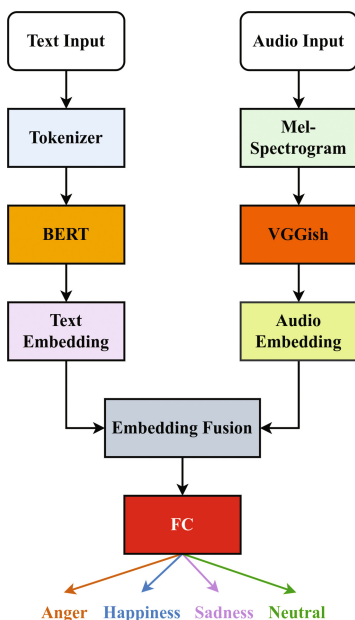 Text Input
Audio Input
Tokenizer
Mel-
Spectrogram
BERT
VGGish
Text
Embedding
Audio
Embedding
Embedding Fusion
FC
Anger Happiness Sadness Neutral